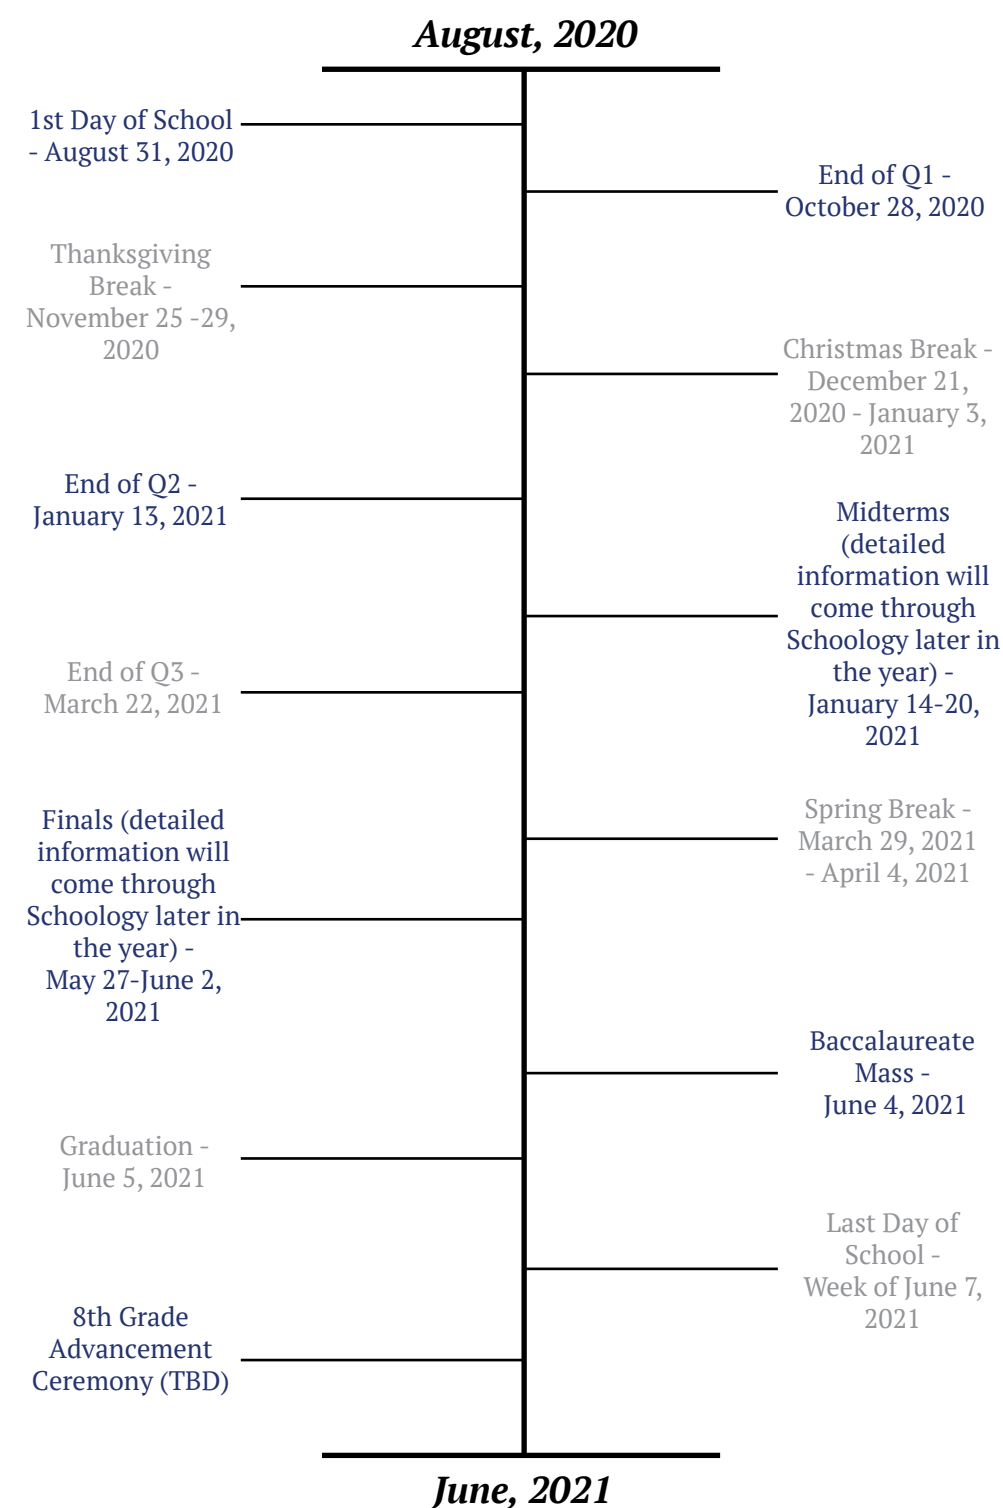 August, 2020
1st Day of School
- August 31, 2020
End of Q1 -
October 28, 2020
Thanksgiving
Break -
November 25 -29,
2020
Christmas Break -
December 21,
2020 - January 3,
2021
End of Q2 -
January 13, 2021
Midterms
(detailed
information will
come through
Schoology later in
the year) -
January 14-20,
2021
End of Q3 -
March 22, 2021
Spring Break -
March 29, 2021
- April 4, 2021
Finals (detailed
information will
come through
Schoology later in
the year) -
May 27-June 2,
2021
Baccalaureate
Mass -
June 4, 2021
Graduation -
June 5, 2021
Last Day of
School -
Week of June 7,
2021
8th Grade
Advancement
Ceremony (TBD)
June, 2021